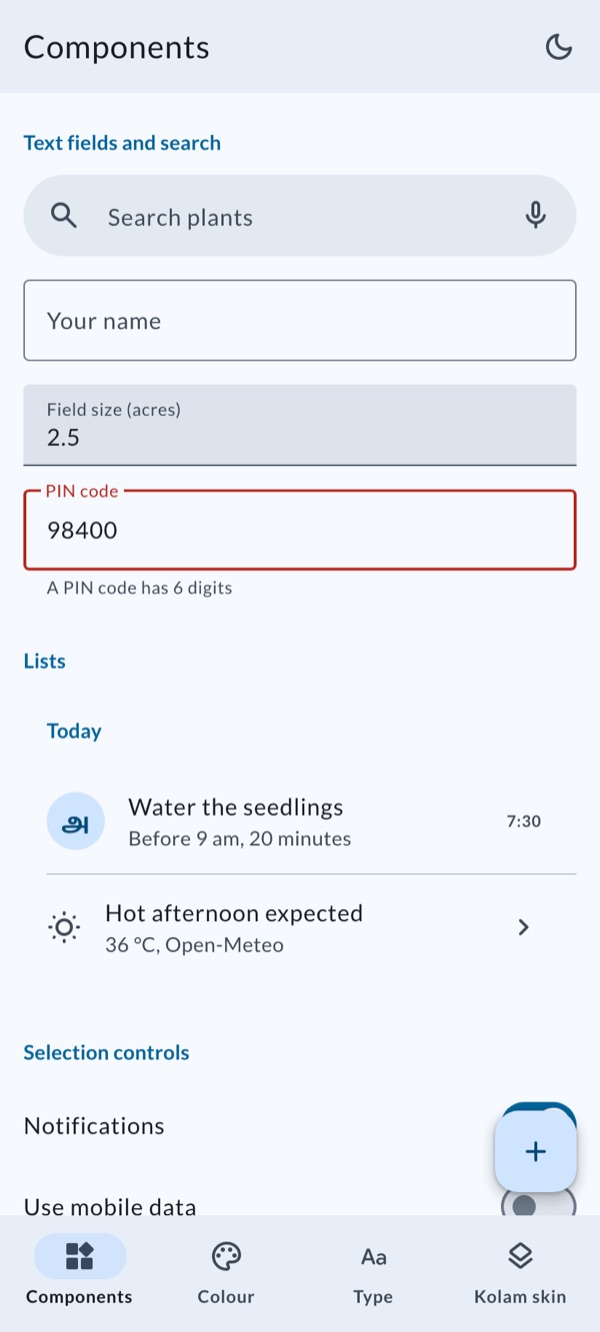 Components
Text fields and search
Search plants
Your name
Field size (acres)
2.5
PIN code
98400
A PIN code has 6 digits
Lists
Today
அ
Water the seedlings
Before 9 am, 20 minutes
7:30
Hot afternoon expected
36 °C, Open-Meteo
Selection controls
Notifications
Use mobile data
Aa
Components
Colour
Type
Kolam skin